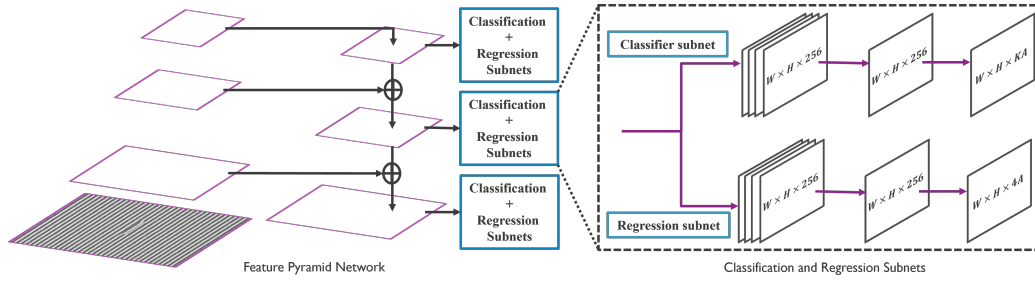 Classification
+
Regression
Subnets
Classification
+
Regression
Subnets
Classification
+
Regression
Subnets
Feature Pyramid Network
Classifier subnet
W × H × 256
W × H × 256
W × H × KA
Regression subnet
W × H × 256
W × H × 256
W × H × 4A
Classification and Regression Subnets